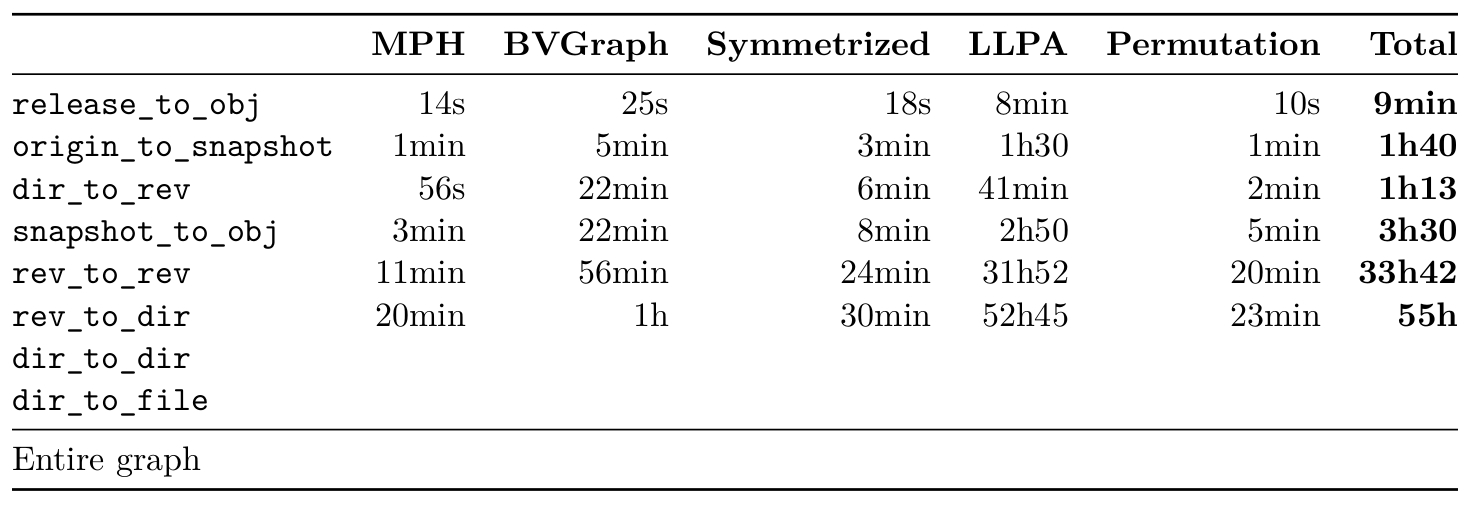 MPH BVGraph Symmetrized LLPA Permutation Total
release_to_obj 14s 25s 18s 8min 10s 9min
origin_to_snapshot 1min 5min 3min 1h30 1min 1h40
dir_to_rev 56s 22min 6min 41min 2min 1h13
snapshot_to_obj 3min 22min 8min 2h50 5min 3h30
rev_to_rev 11min 56min 24min 31h52 20min 33h42
rev_to_dir 20min 1h 30min 52h45 23min 55h
dir_to_dir
dir_to_file
Entire graph